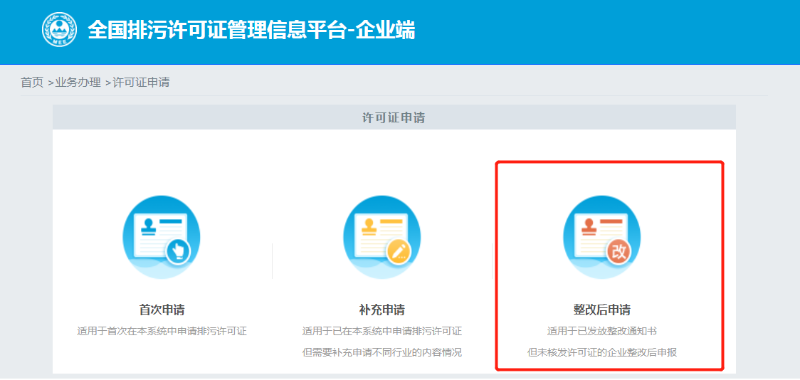 全国排污许可证管理信息平台-企业端
首页 >业务办理 >许可证申请
许可证申请
改
首次申请
适用于首次在本系统中申请排污许可证
补充申请
适用于已在本系统中申请排污许可证
但需要补充申请不同行业的内容情况
整改后申请
适用于已发放整改通知书
但未核发许可证的企业整改后申报